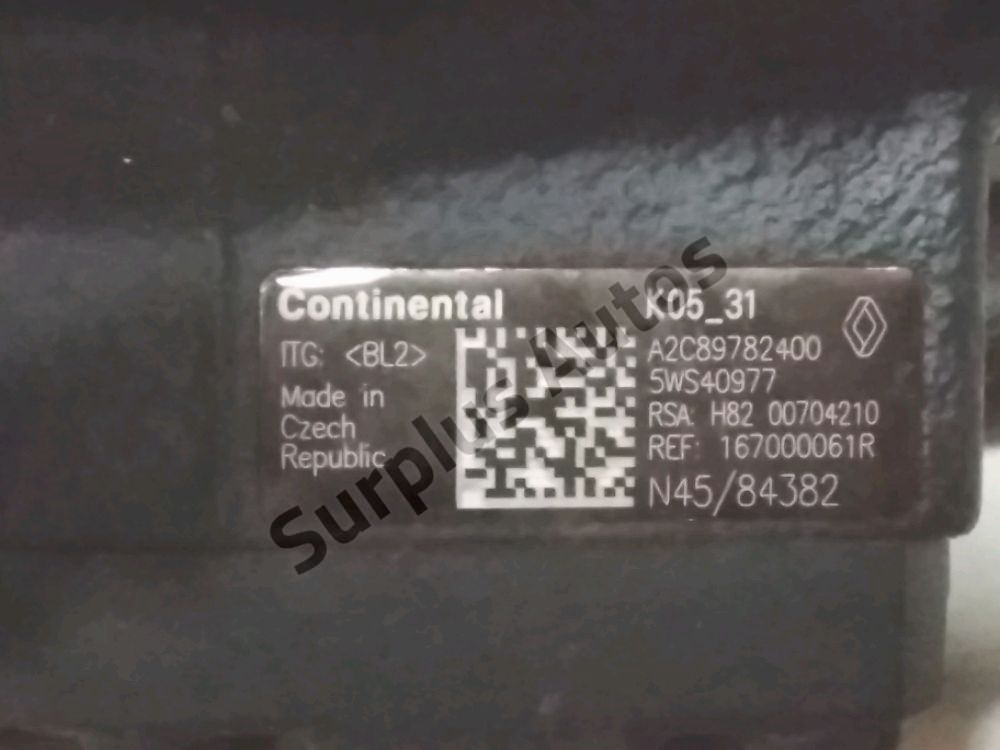 Continental
ITG: <BL2>
Made in
Czech
Republic
K05_31
A2C89782400
5WS40977
RSA: H82 00704210
REF: 167000061R
N45/84382
Surplus Autos